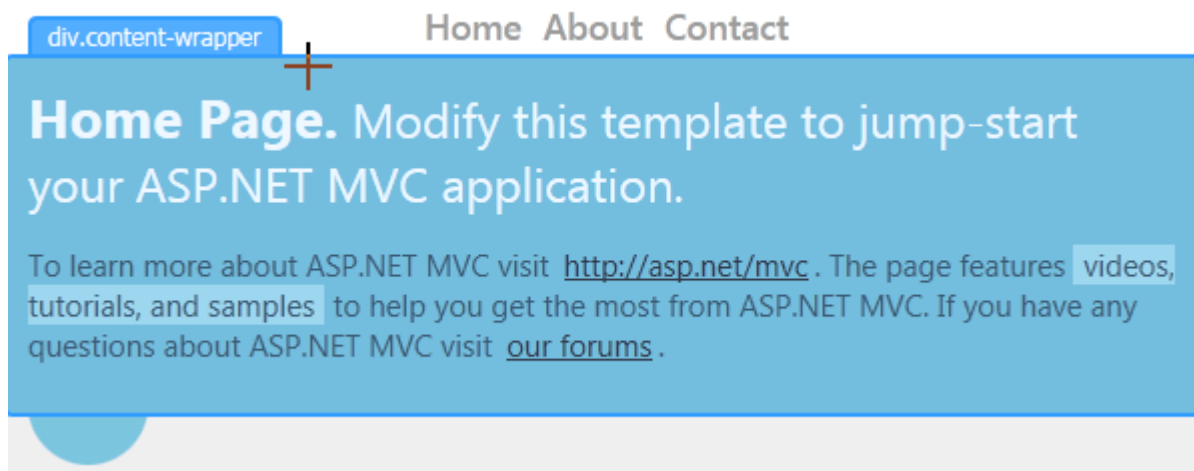 div.content-wrapper
Home About Contact
Home Page. Modify this template to jump-start
your ASP.NET MVC application.
To learn more about ASP.NET MVC visit http://asp.net/mvc. The page features videos,
tutorials, and samples to help you get the most from ASP.NET MVC. If you have any
questions about ASP.NET MVC visit our forums.